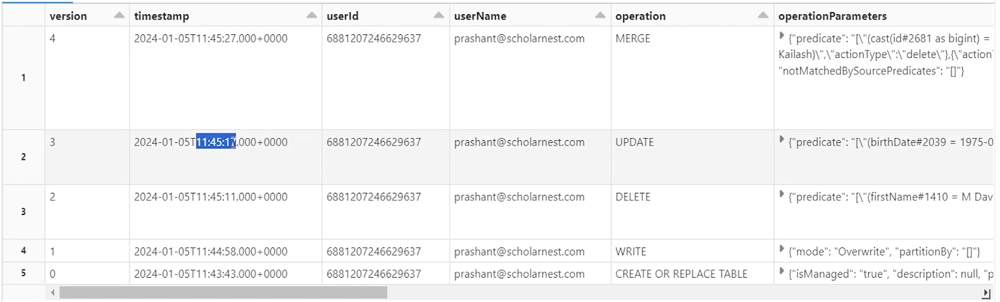 version timestamp userId userName operation operationParameters
4 2024-01-05T11:45:27.000+0000 6881207246629637 prashant@scholarnest.com MERGE {"predicate": "[\"(cast(id#2681 as bigint) =
Kailash)\",\"actionType\":\"delete\"},{\"action
1 "notMatchedBySourcePredicates": "[]"}
2 3 2024-01-05T11:45:17.000+0000 6881207246629637 prashant@scholarnest.com UPDATE {"predicate": "[\"(birthDate#2039 = 1975-0
3 2 2024-01-05T11:45:11.000+0000 6881207246629637 prashant@scholarnest.com DELETE {"predicate": "[\"(firstName#1410 = M Dav
4 1 2024-01-05T11:44:58.000+0000 6881207246629637 prashant@scholarnest.com WRITE {"mode": "Overwrite", "partitionBy": "[]"}
5 0 2024-01-05T11:43:43.000+0000 6881207246629637 prashant@scholarnest.com CREATE OR REPLACE TABLE {"isManaged": "true", "description": null, "p